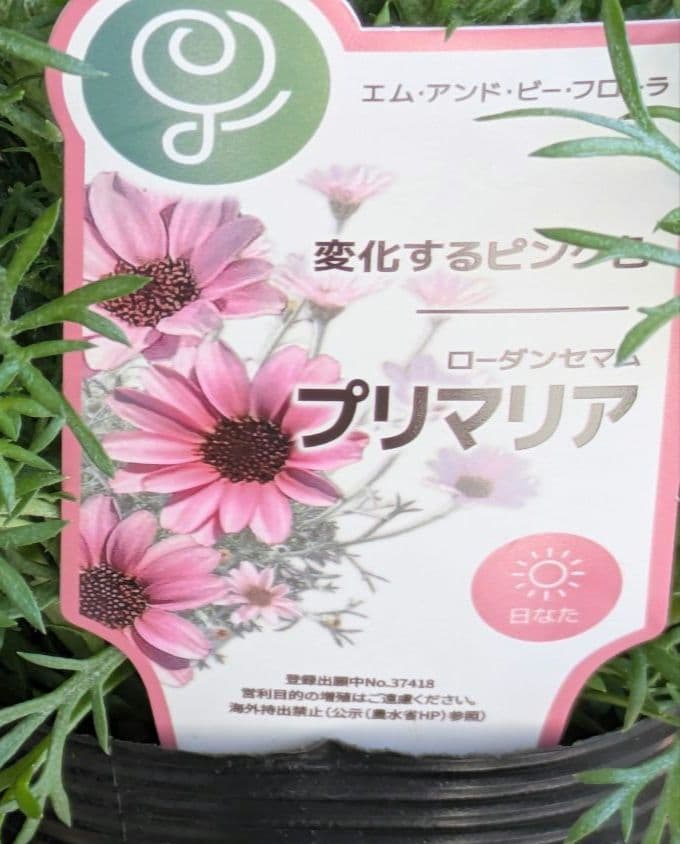 エム・アンド・ビー・フローラ
変化するピンク色
ローダンセマム
プリマリア
日なた
登録出願中No.37418
営利目的の増殖はご遠慮ください。
海外持出禁止(公示(農水省HP)参照)